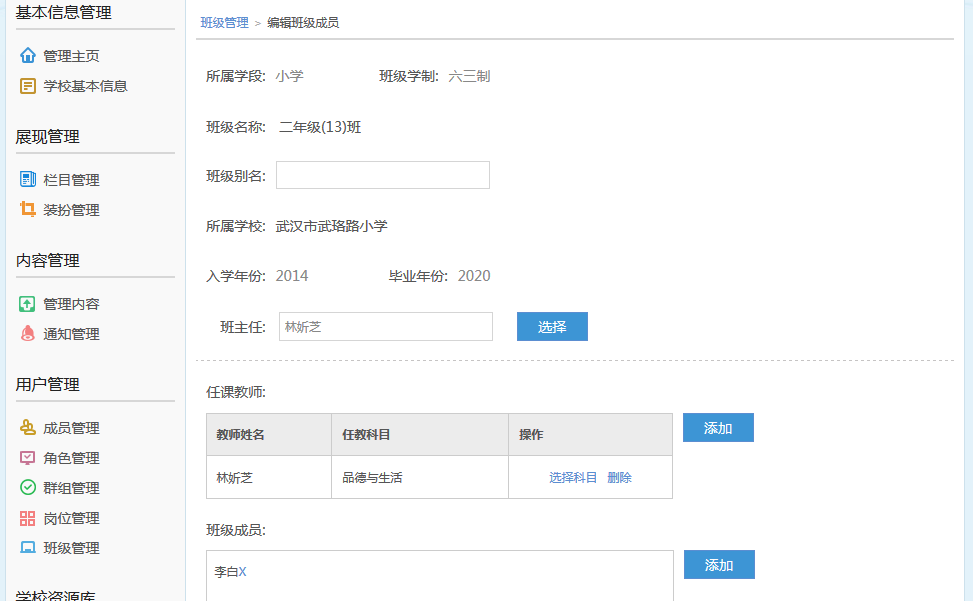 基本信息管理
管理主页
学校基本信息
展现管理
栏目管理
装扮管理
内容管理
管理内容
通知管理
用户管理
成员管理
角色管理
群组管理
岗位管理
班级管理
学校资源库
班级管理 > 编辑班级成员
所属学段: 小学 班级学制: 六三制
班级名称: 二年级(13)班
班级别名:
所属学校: 武汉市武珞路小学
入学年份: 2014 毕业年份: 2020
班主任: 林妡芝 选择
任课教师:
教师姓名 任教科目 操作 添加
林妡芝 品德与生活 选择科目 删除
班级成员:
李白X 添加